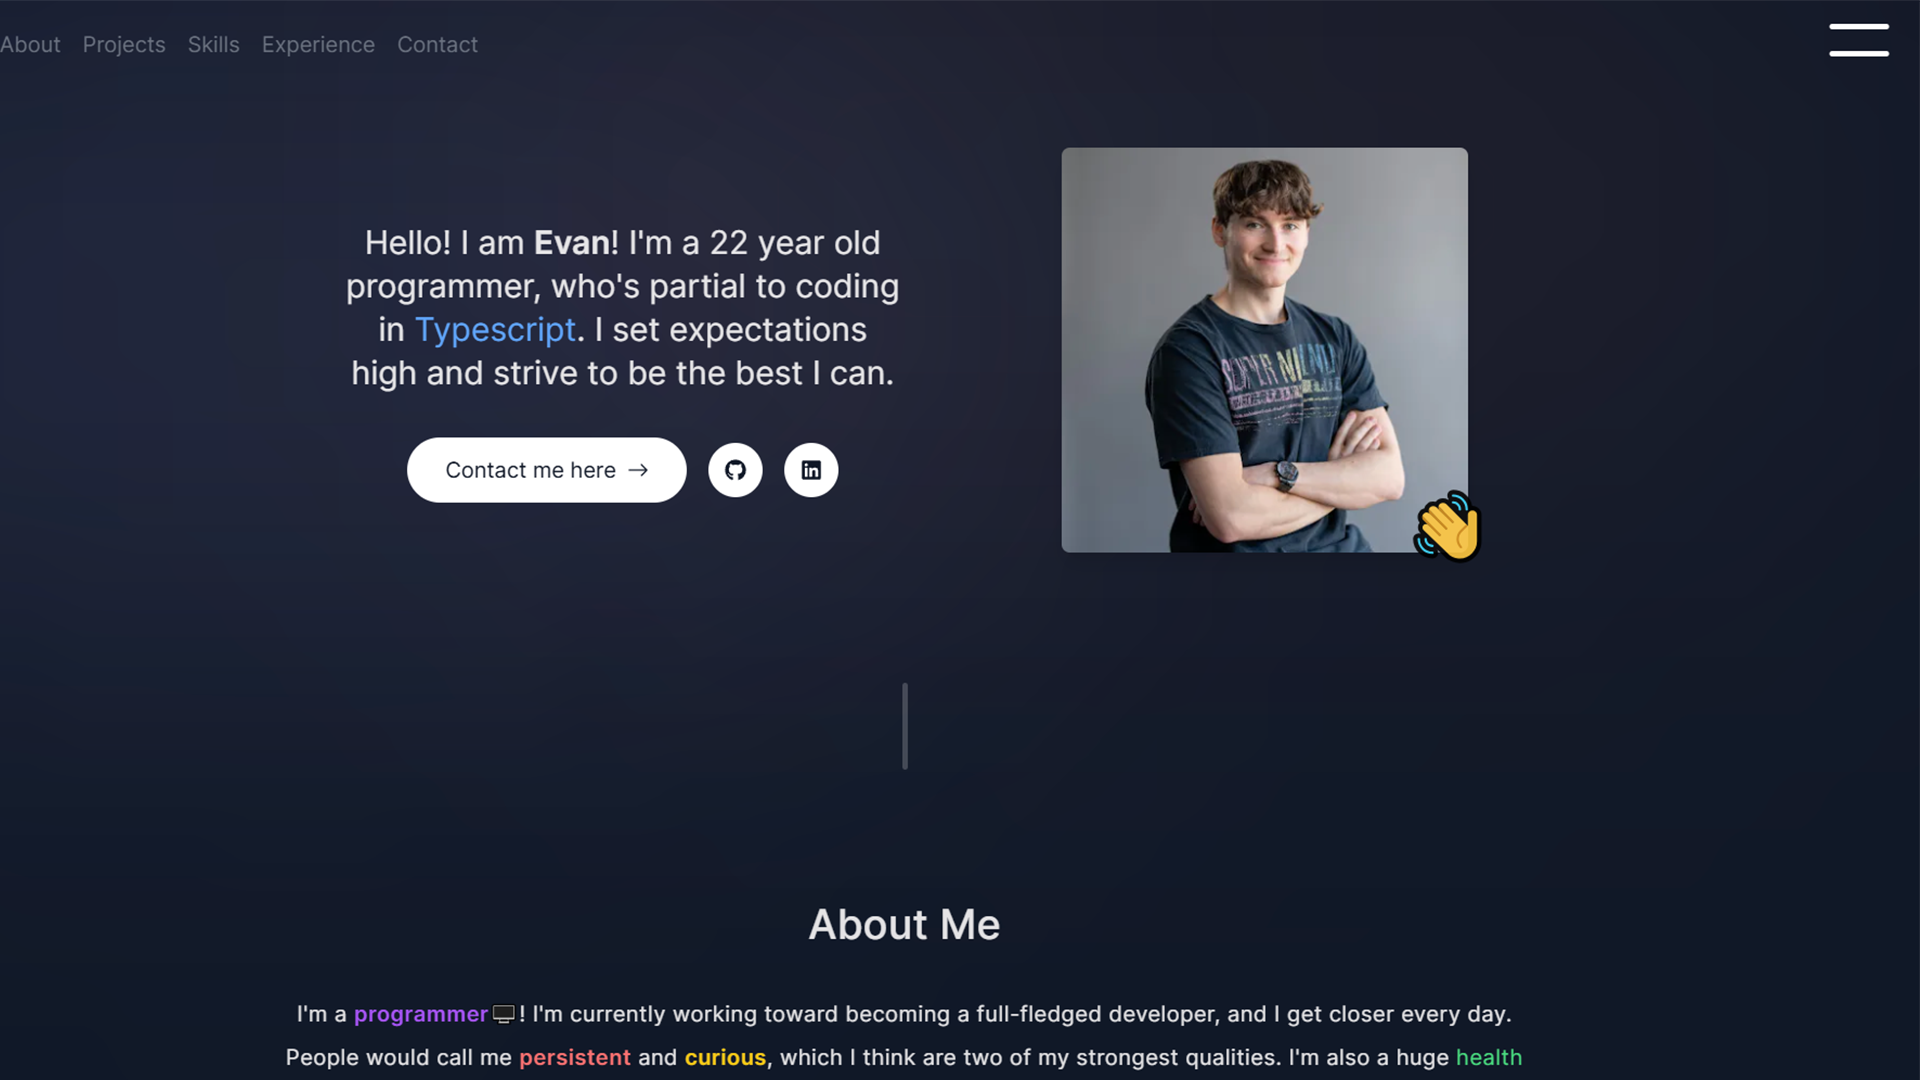 About Projects Skills Experience Contact
Hello! I am Evan! I'm a 22 year old
programmer, who's partial to coding
in Typescript. I set expectations
high and strive to be the best I can.
Contact me here →
About Me
I'm a programmer🖥️! I'm currently working toward becoming a full-fledged developer, and I get closer every day.
People would call me persistent and curious, which I think are two of my strongest qualities. I'm also a huge health